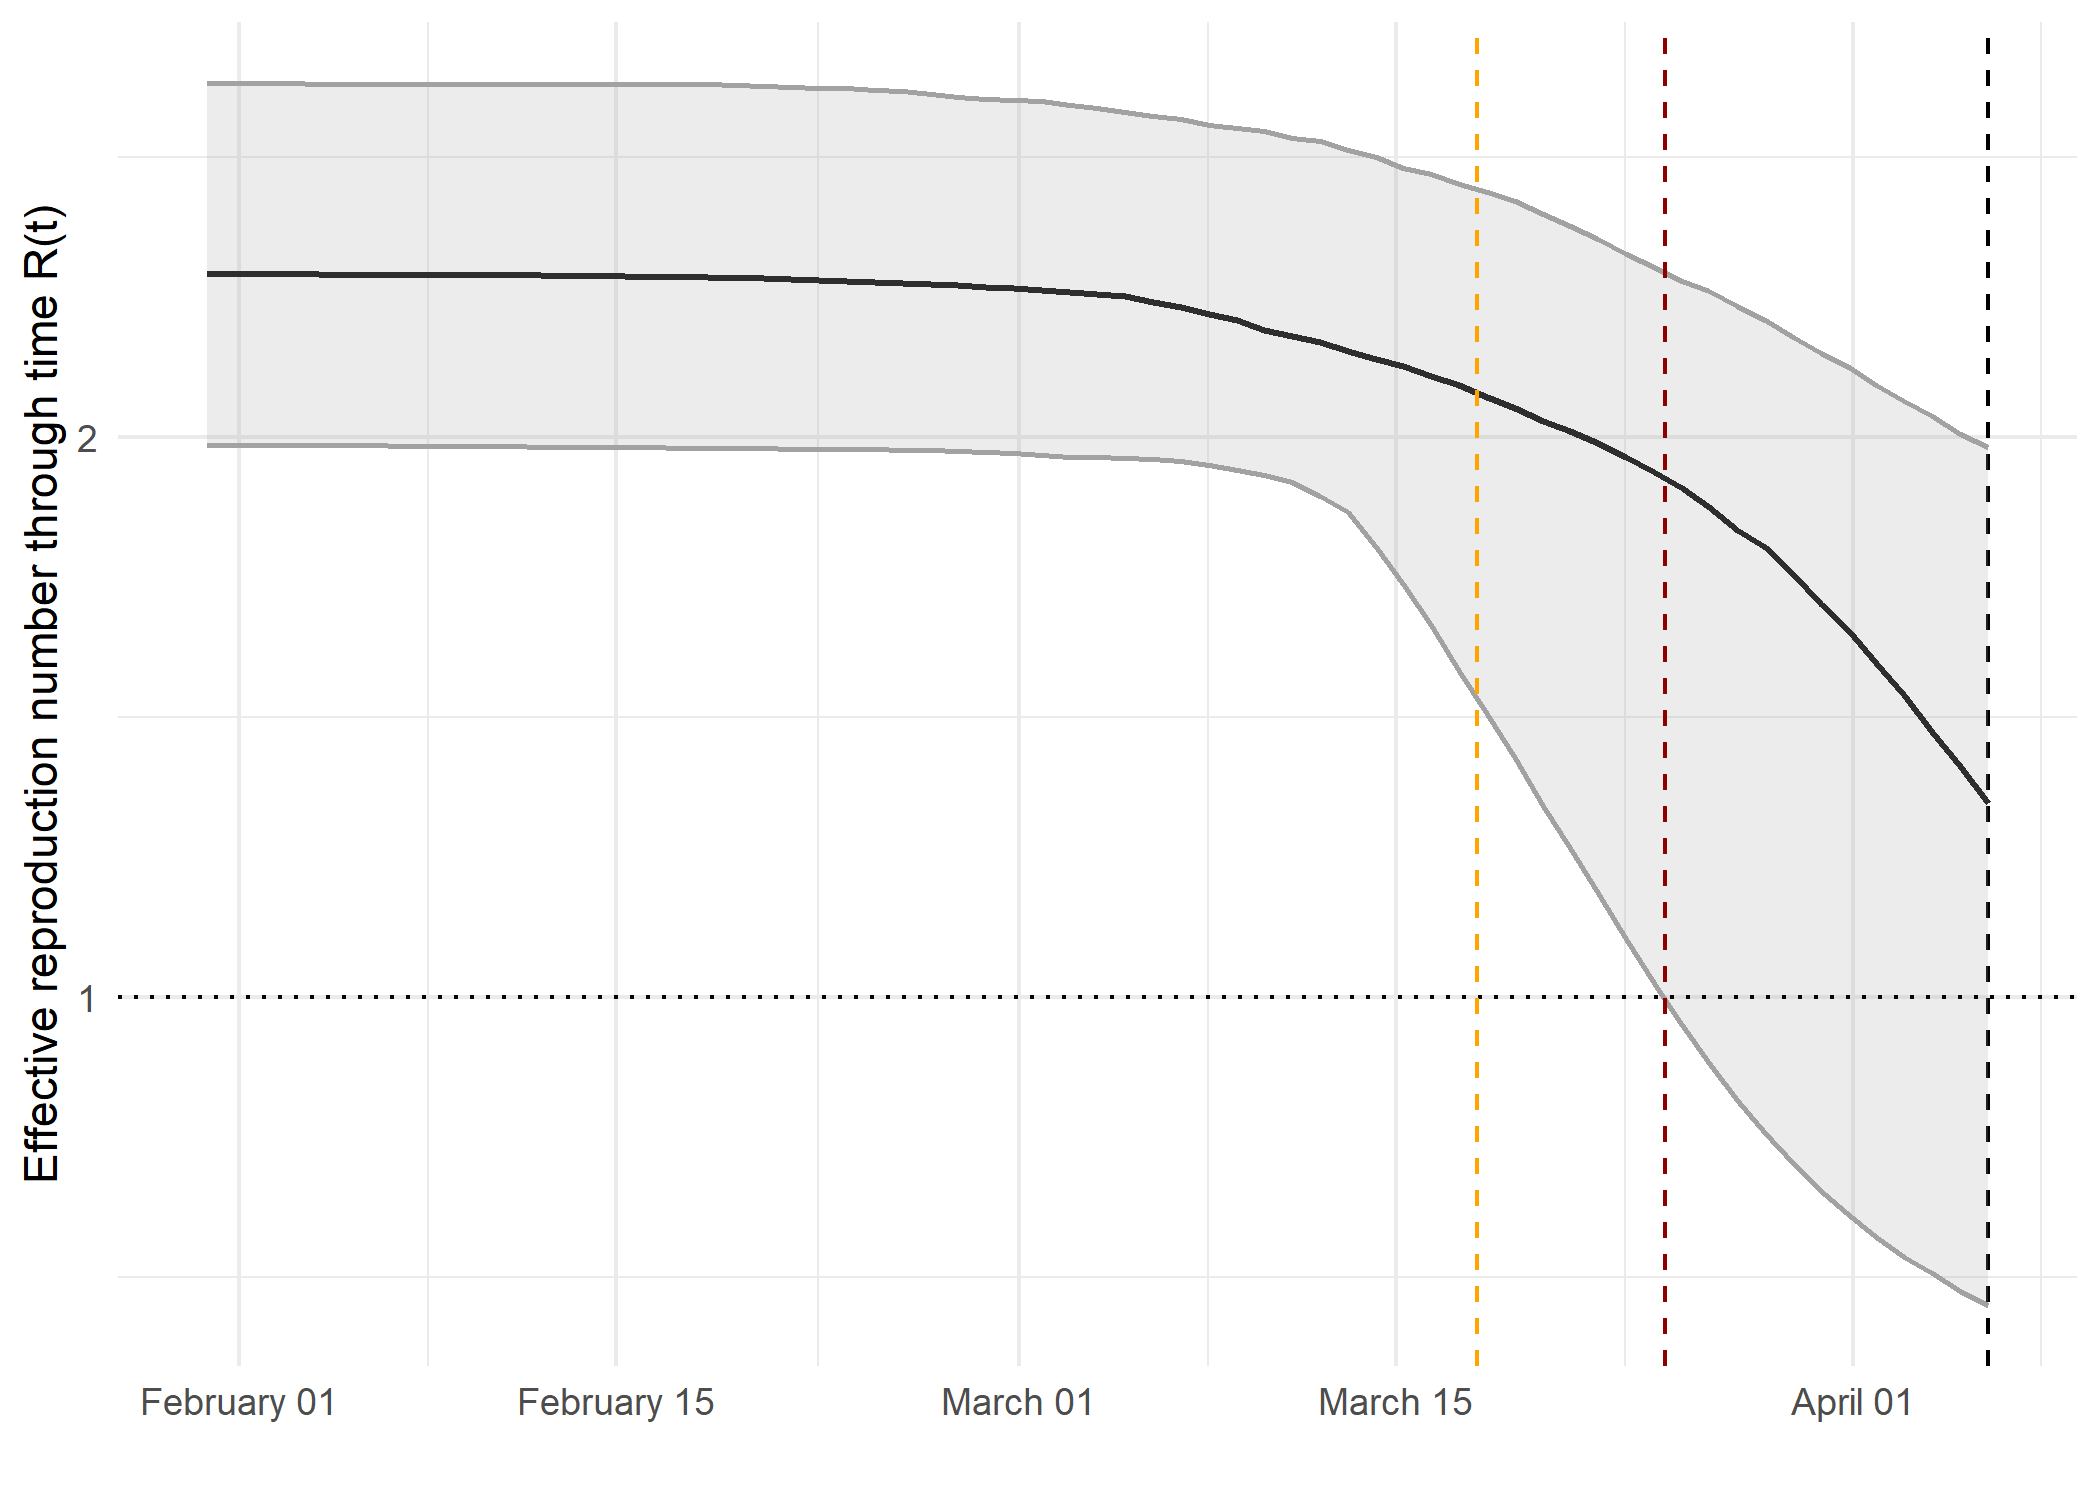 Effective reproduction number through time R(t)
2
1
February 01
February 15
March 01
March 15
April 01